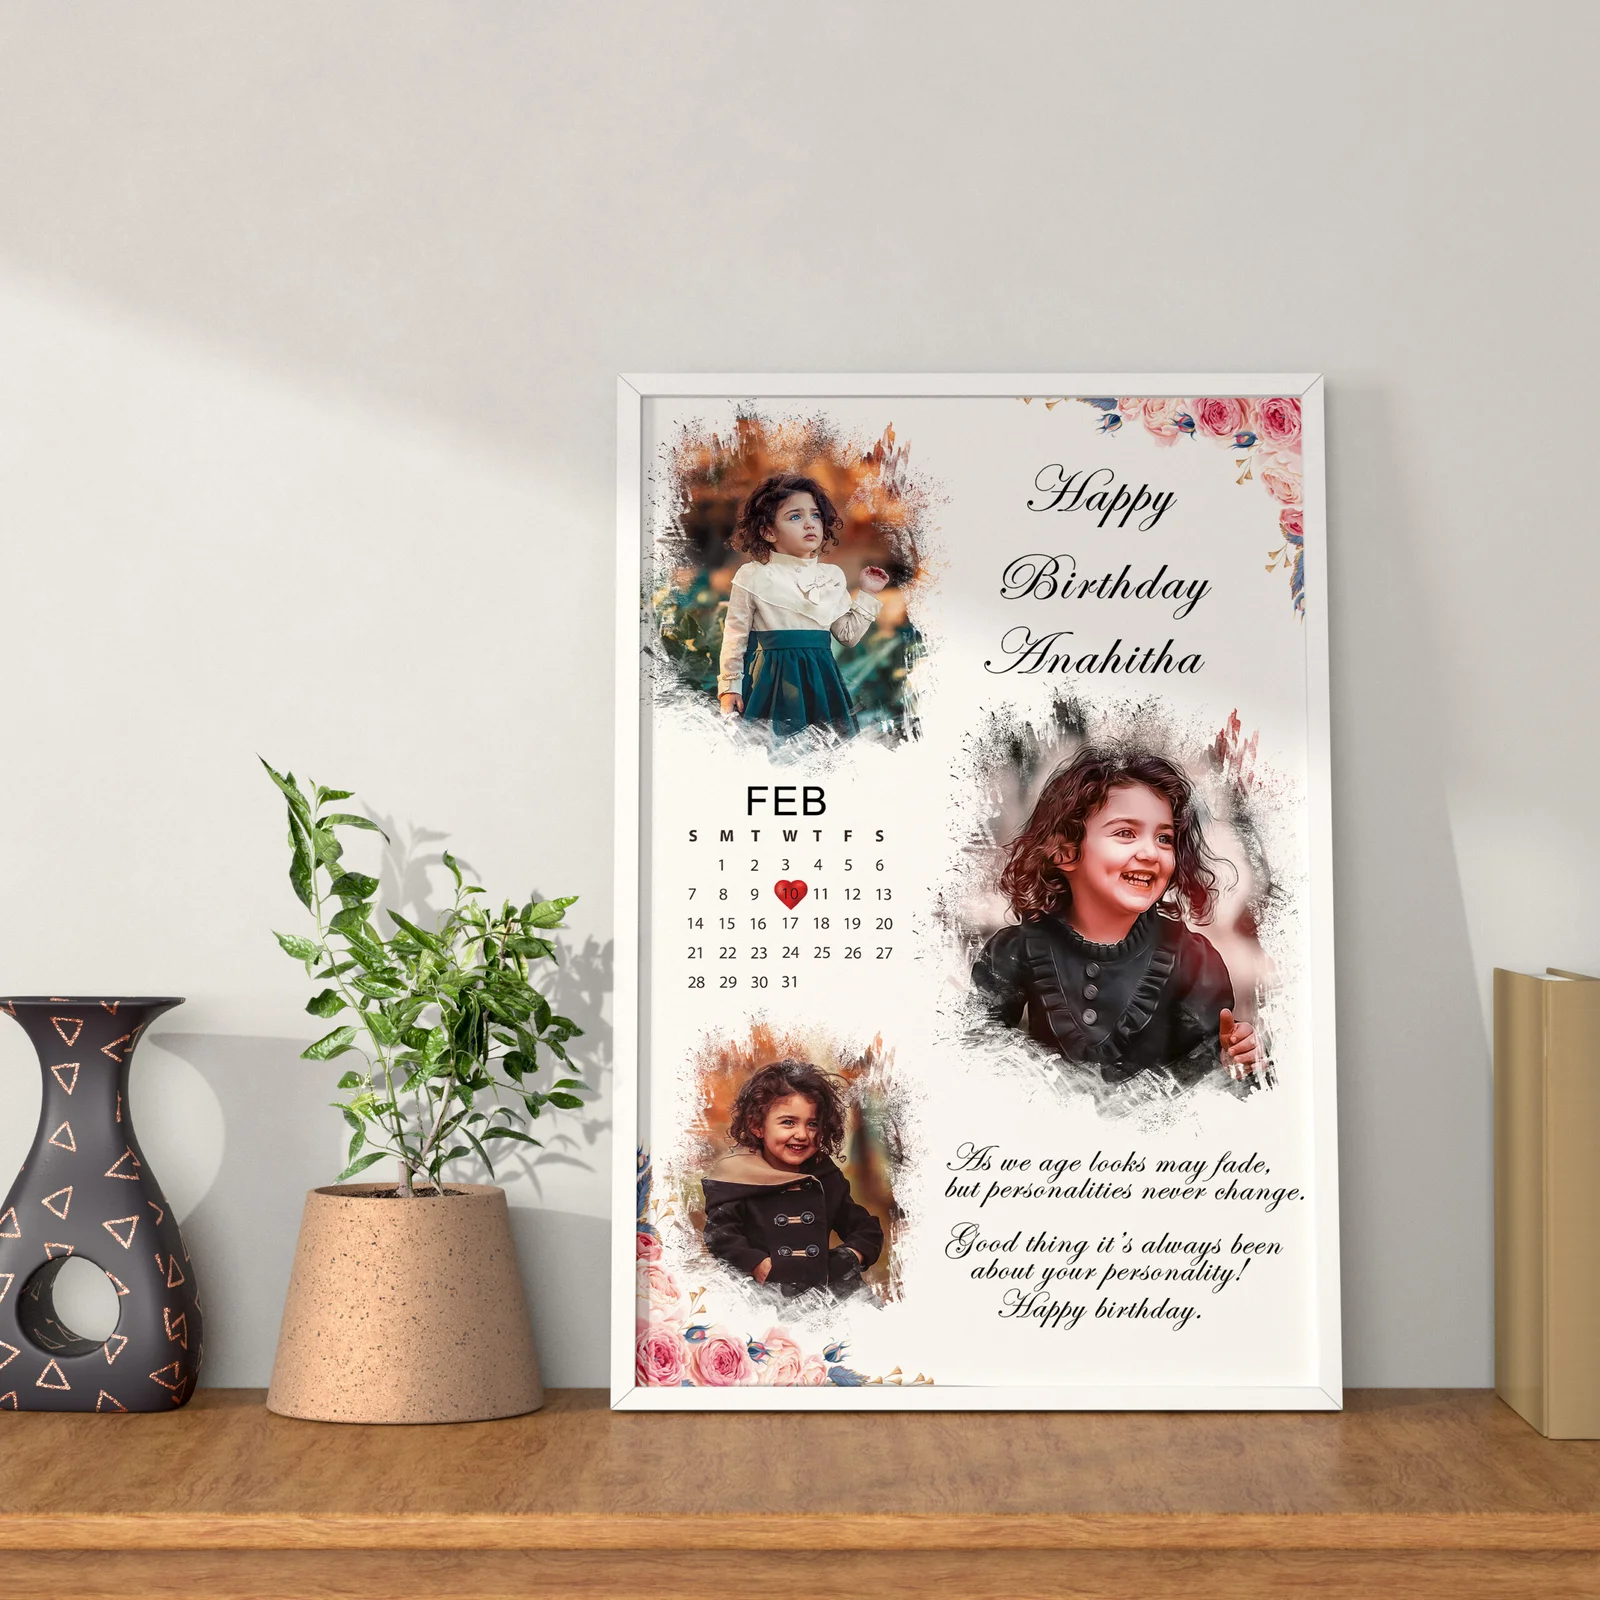 Happy
Birthday
Anahitha
FEB
S M T W T F S
1 2 3 4 5 6
7 8 9 10 11 12 13
14 15 16 17 18 19 20
21 22 23 24 25 26 27
28 29 30 31
As we age looks may fade,
but personalities never change.
Good thing it's always been
about your personality!
Happy birthday.